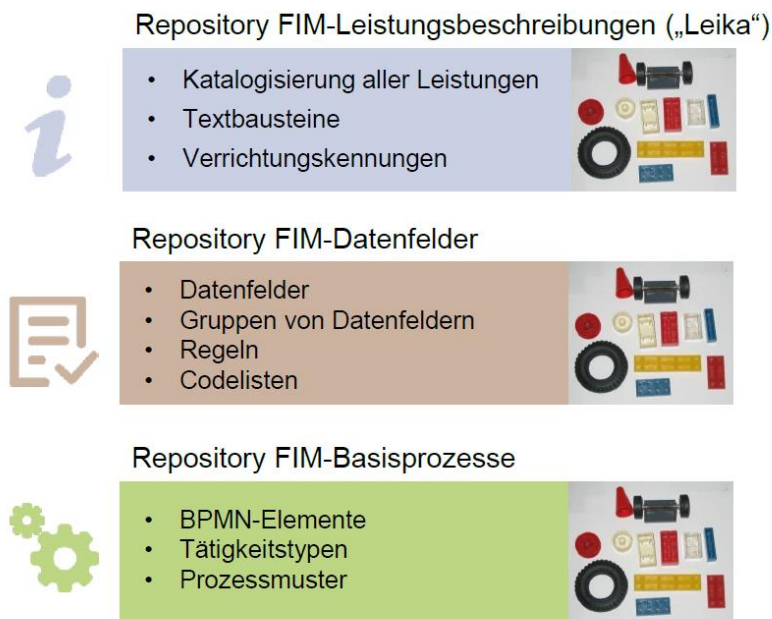 Repository FIM-Leistungsbeschreibungen („Leika“)
• Katalogisierung aller Leistungen
• Textbausteine
• Verrichtungskennungen
Repository FIM-Datenfelder
• Datenfelder
• Gruppen von Datenfeldern
• Regeln
• Codelisten
Repository FIM-Basisprozesse
• BPMN-Elemente
• Tätigkeitstypen
• Prozessmuster